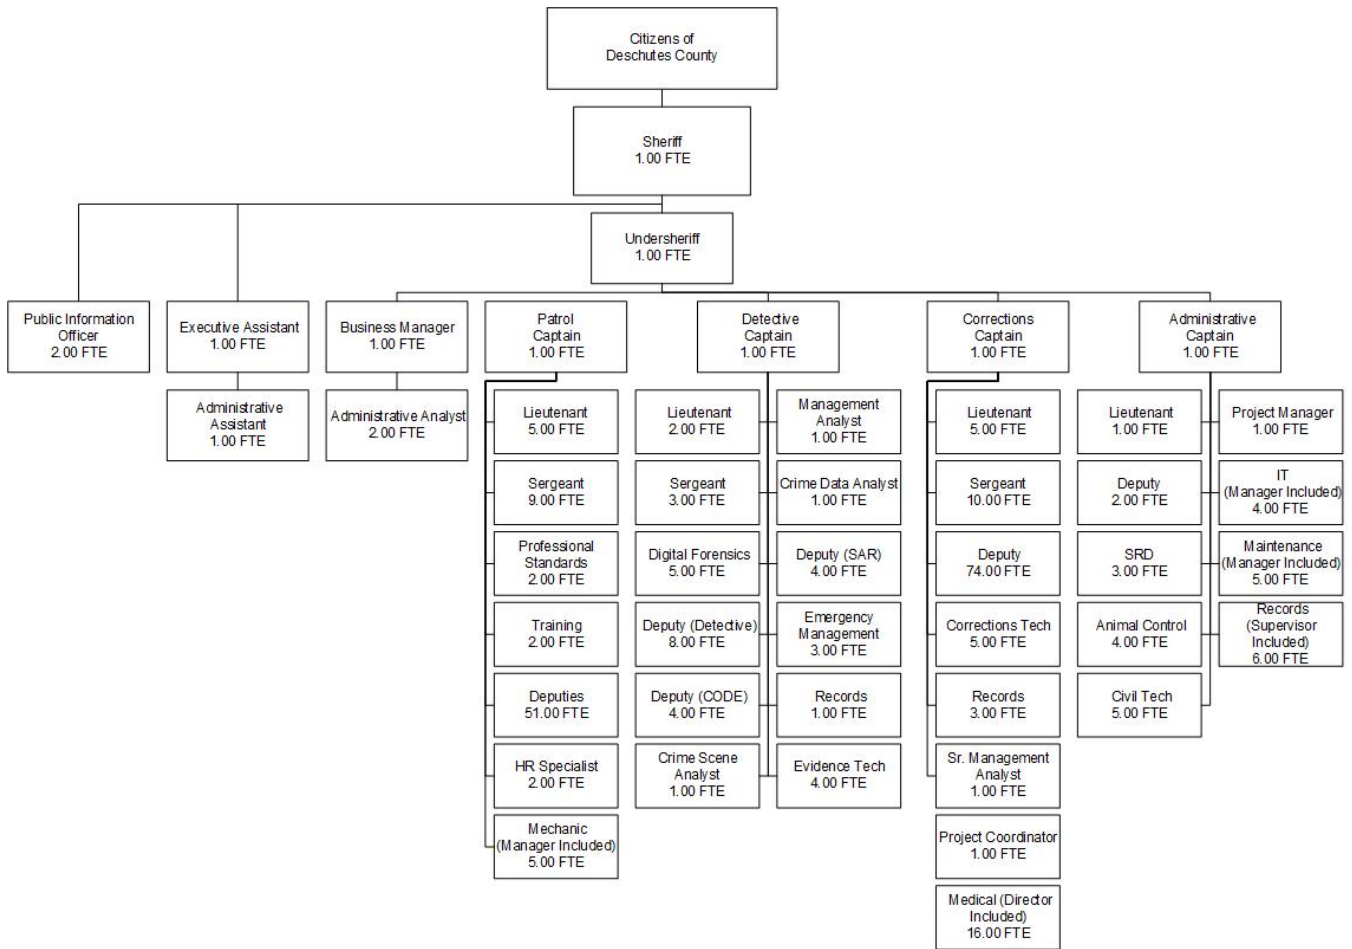 Citizens of
Deschutes County
Sheriff
1.00 FTE
Undersheriff
1.00 FTE
Public Information
Officer
2.00 FTE
Executive Assistant
1.00 FTE
Business Manager
1.00 FTE
Patrol
Captain
1.00 FTE
Detective
Captain
1.00 FTE
Corrections
Captain
1.00 FTE
Administrative
Captain
1.00 FTE
Administrative
Assistant
1.00 FTE
Administrative Analyst
2.00 FTE
Lieutenant
5.00 FTE
Sergeant
9.00 FTE
Professional
Standards
2.00 FTE
Training
2.00 FTE
Deputies
51.00 FTE
HR Specialist
2.00 FTE
Mechanic
(Manager Included)
5.00 FTE
Lieutenant
2.00 FTE
Sergeant
3.00 FTE
Digital Forensics
5.00 FTE
Deputy (Detective)
8.00 FTE
Deputy (CODE)
4.00 FTE
Crime Scene
Analyst
1.00 FTE
Management
Analyst
1.00 FTE
Crime Data Analyst
1.00 FTE
Deputy (SAR)
4.00 FTE
Emergency
Management
3.00 FTE
Records
1.00 FTE
Evidence Tech
4.00 FTE
Lieutenant
5.00 FTE
Sergeant
10.00 FTE
Deputy
74.00 FTE
Corrections Tech
5.00 FTE
Records
3.00 FTE
Sr. Management
Analyst
1.00 FTE
Project Coordinator
1.00 FTE
Medical (Director
Included)
16.00 FTE
Lieutenant
1.00 FTE
Deputy
2.00 FTE
SRD
3.00 FTE
Animal Control
4.00 FTE
Civil Tech
5.00 FTE
Project Manager
1.00 FTE
IT
(Manager Included)
4.00 FTE
Maintenance
(Manager Included)
5.00 FTE
Records
(Supervisor
Included)
6.00 FTE